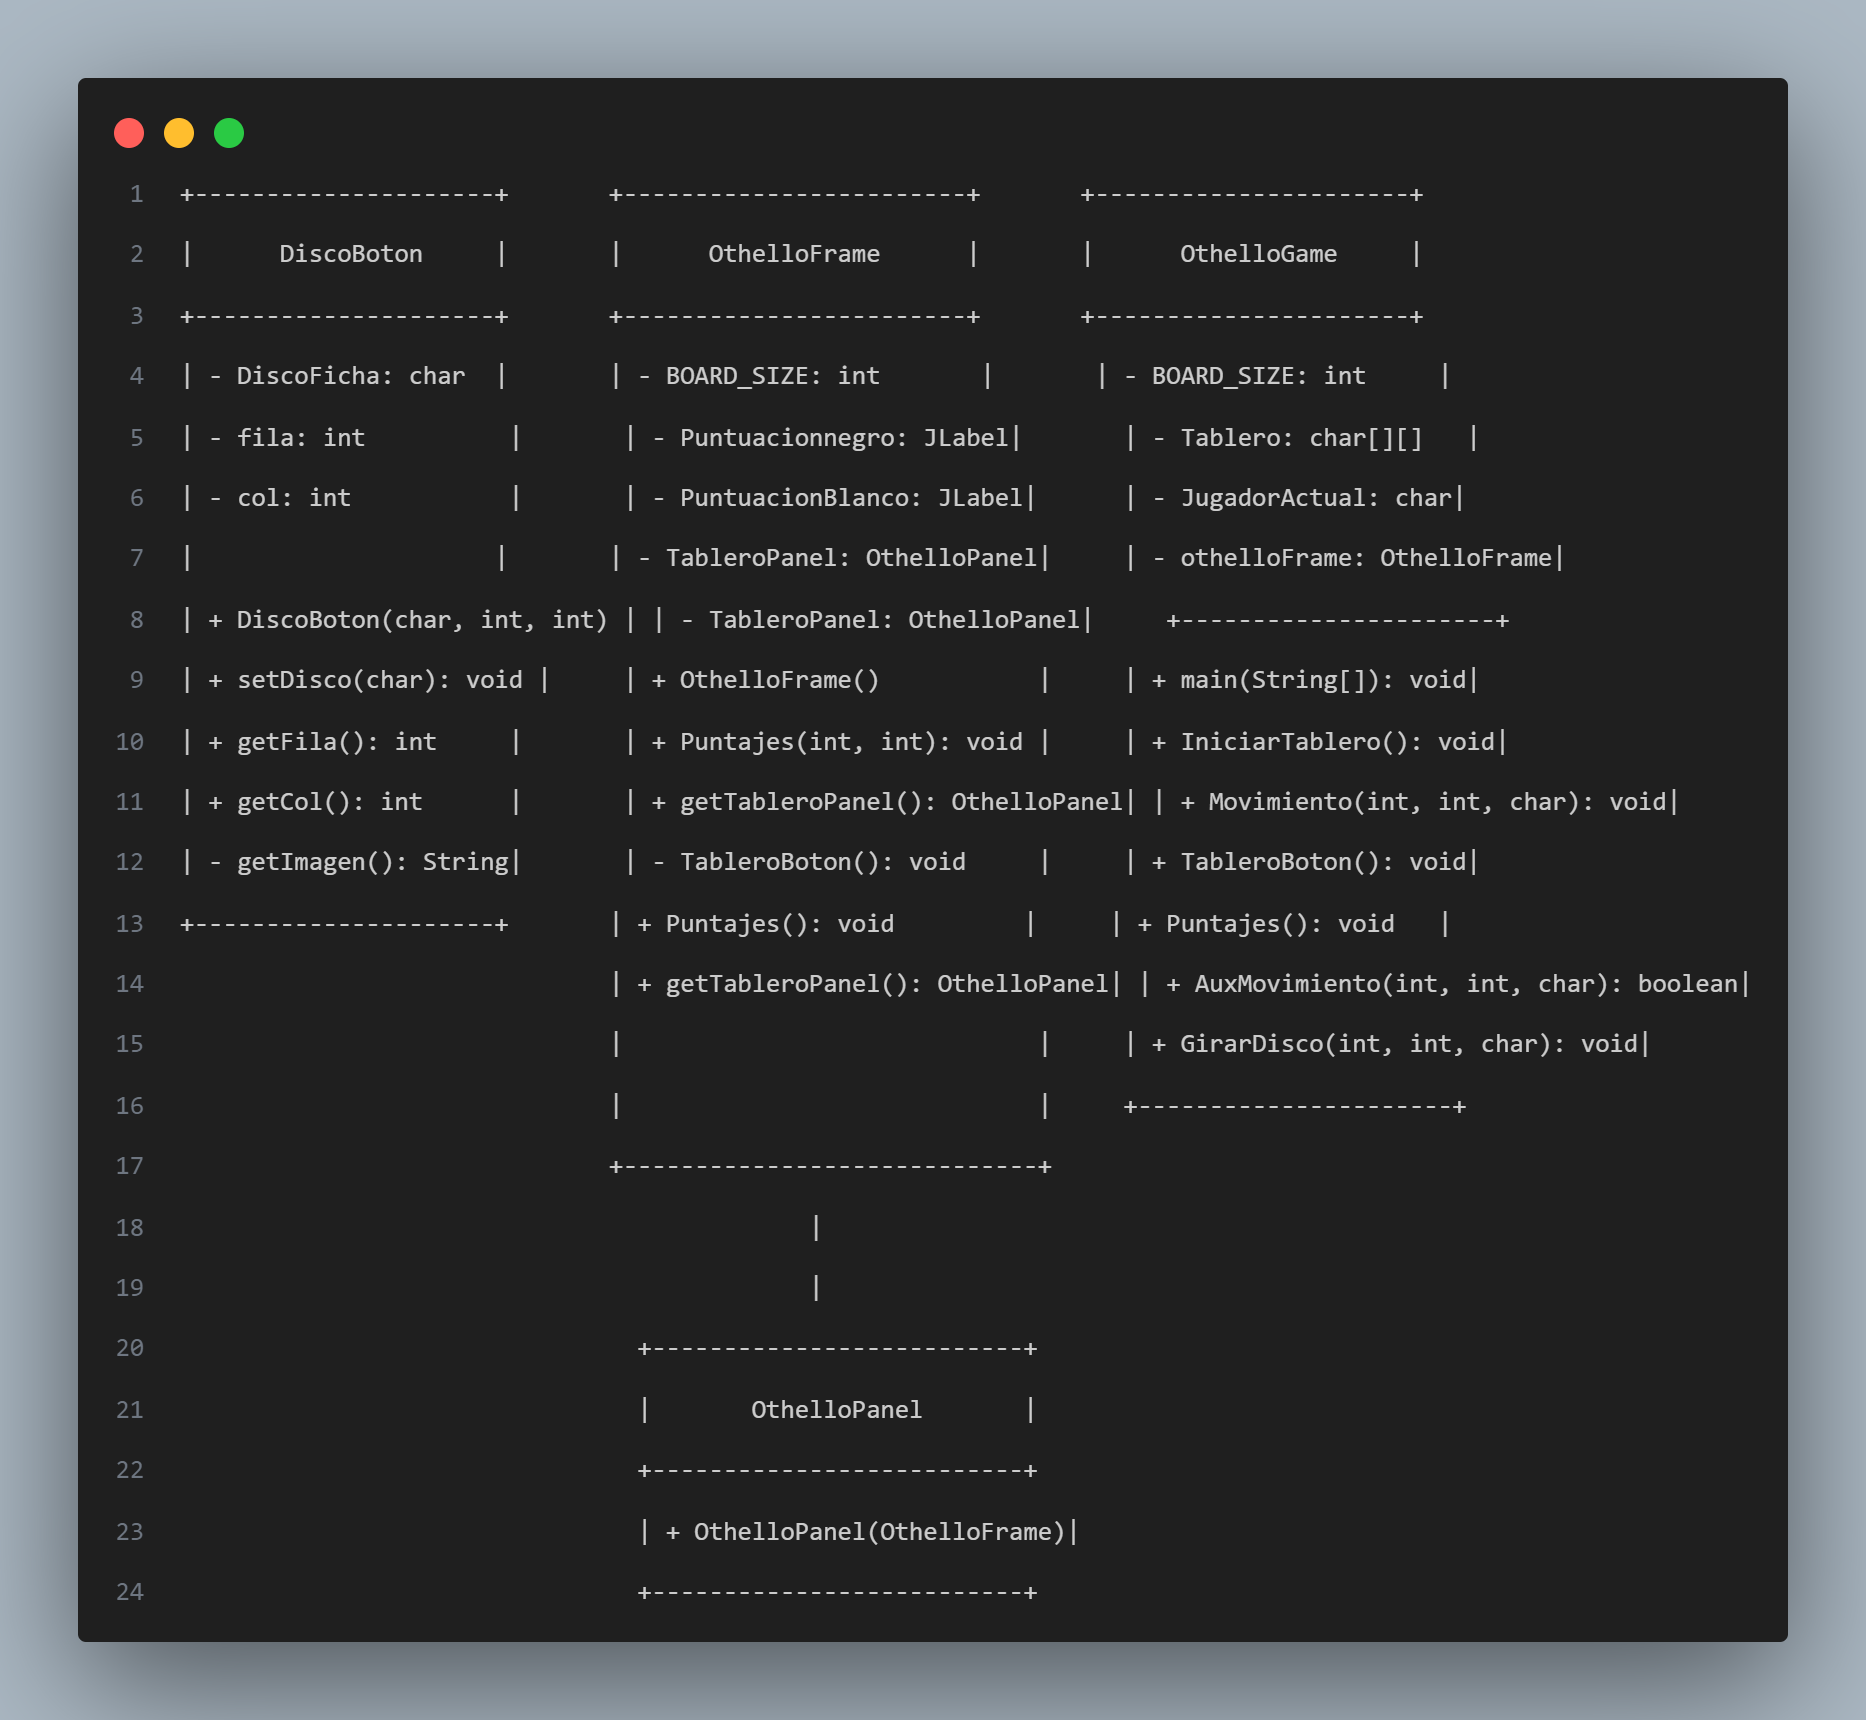 1 +---------------------+       +------------------------+       +----------------------+
2 |      DiscoBoton     |       |      OthelloFrame      |       |      OthelloGame     |
3 +---------------------+       +------------------------+       +----------------------+
4 | - DiscoFicha: char  |       | - BOARD_SIZE: int       |       | - BOARD_SIZE: int     |
5 | - fila: int          |       | - Puntuacionnegro: JLabel|       | - Tablero: char[][]   |
6 | - col: int           |       | - PuntuacionBlanco: JLabel|      | - JugadorActual: char|
7 |                     |       | - TableroPanel: OthelloPanel|     | - othelloFrame: OthelloFrame|
8 | + DiscoBoton(char, int, int) | | - TableroPanel: OthelloPanel|     +----------------------+
9 | + setDisco(char): void |     | + OthelloFrame()           |     | + main(String[]): void|
10 | + getFila(): int     |       | + Puntajes(int, int): void |     | + IniciarTablero(): void|
11 | + getCol(): int      |       | + getTableroPanel(): OthelloPanel| | + Movimiento(int, int, char): void|
12 | - getImagen(): String|       | - TableroBoton(): void     |     | + TableroBoton(): void|
13 +---------------------+       | + Puntajes(): void         |     | + Puntajes(): void   |
14                               | + getTableroPanel(): OthelloPanel| | + AuxMovimiento(int, int, char): boolean|
15                               |                             |     | + GirarDisco(int, int, char): void|
16                               |                             |     +----------------------+
17                               +-----------------------------+
18                                             |
19                                             |
20                                 +--------------------------+
21                                 |       OthelloPanel       |
22                                 +--------------------------+
23                                 | + OthelloPanel(OthelloFrame)|
24                                 +--------------------------+